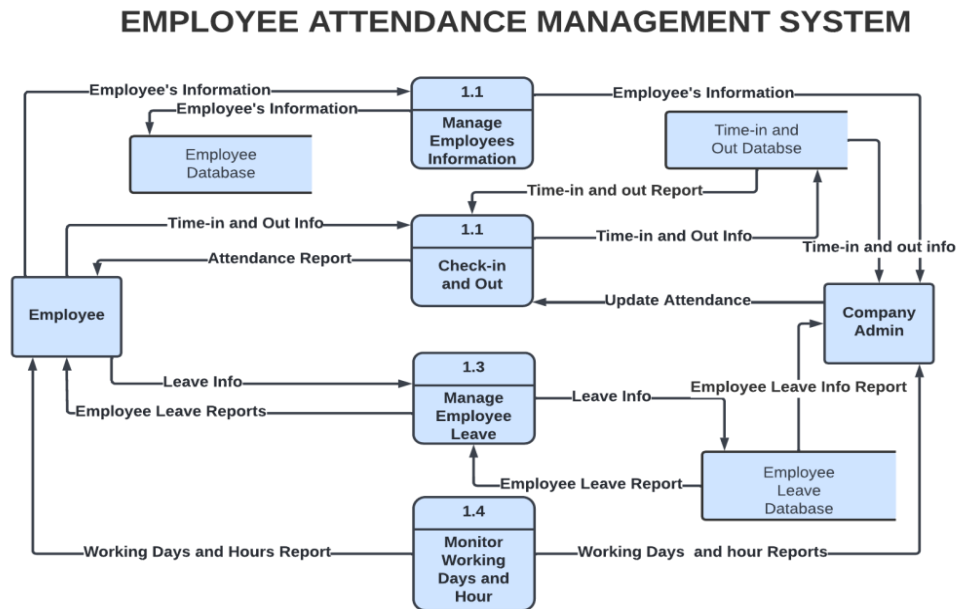 EMPLOYEE ATTENDANCE MANAGEMENT SYSTEM
Employee's Information
1.1
Employee's Information
Employee's Information
Manage
Employees
Information
Time-in and
Out Databse
Employee
Database
Time-in and out Report
Time-in and Out Info
1.1
Time-in and Out Info
Time-in and out info
Attendance Report
Check-in
and Out
Update Attendance
Employee
Company
Admin
1.3
Leave Info
Employee Leave Info Report
Manage
Employee
Leave
Leave Info
Employee Leave Reports
Employee Leave Report
Employee
Leave
Database
1.4
Monitor
Working
Days and
Hour
Working Days and Hours Report
Working Days  and hour Reports